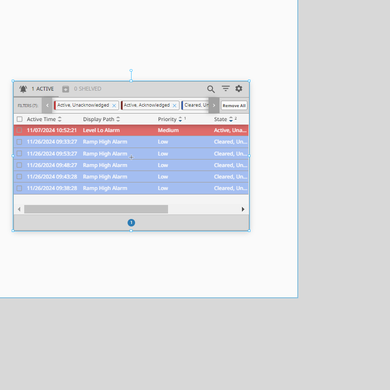 1 ACTIVE 0 SHELVED
FILTERS (5) Active, Unacknowledged Active, Acknowledged Cleared, Un Remove All
Active Time Display Path Priority 1 State 2
11/07/2024 10:52:21 Level Lo Alarm Medium Active, Una...
11/26/2024 09:33:27 Ramp High Alarm Low Cleared, Un...
11/26/2024 09:53:27 Ramp High Alarm Low Cleared, Un...
11/26/2024 09:48:27 Ramp High Alarm Low Cleared, Un...
11/26/2024 09:43:28 Ramp High Alarm Low Cleared, Un...
11/26/2024 09:38:28 Ramp High Alarm Low Cleared, Un...
1